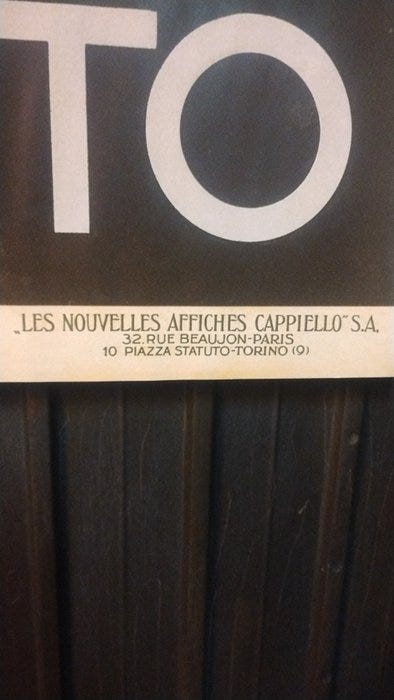 TO
„LES NOUVELLES AFFICHES CAPPIELLO" S.A.
32. RUE BEAUJON-PARIS
10 PIAZZA STATUTO-TORINO (9)